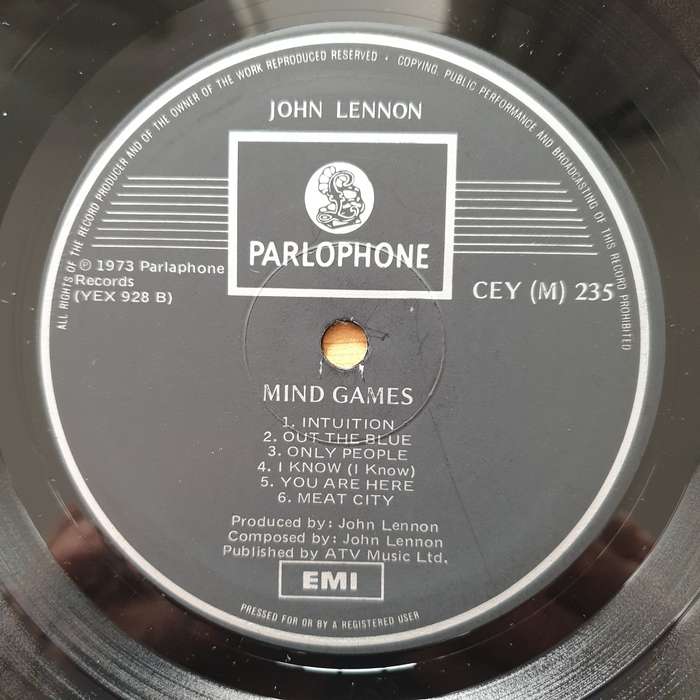 ALL RIGHTS OF THE RECORD PRODUCER AND OF THE OWNER OF THE WORK REPRODUCED RESERVED · COPYING, PUBLIC PERFORMANCE AND BROADCASTING OF THIS RECORD PROHIBITED
JOHN LENNON
£
PARLOPHONE
℗ 1973 Parlaphone
Records
(YEX 928 B)
CEY (M) 235
MIND GAMES
1. INTUITION
2. OUT THE BLUE
3. ONLY PEOPLE
4. I KNOW (I Know)
5. YOU ARE HERE
6. MEAT CITY
Produced by: John Lennon
Composed by: John Lennon
Published by ATV Music Ltd.
EMI
PRESSED FOR OR BY A REGISTERED USER